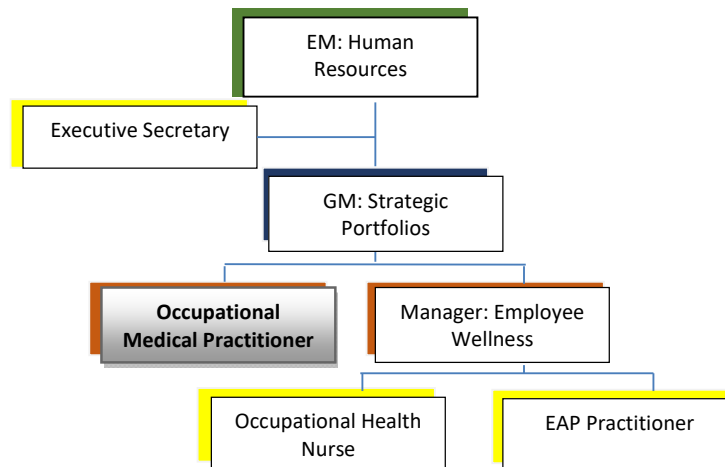 EM: Human
Resources
Executive Secretary
GM: Strategic
Portfolios
Occupational
Medical Practitioner
Manager: Employee
Wellness
Occupational Health
Nurse
EAP Practitioner